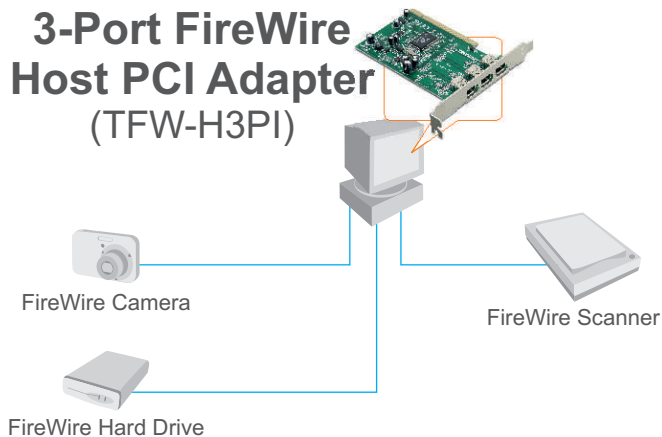 3-Port FireWire
Host PCI Adapter
(TFW-H3PI)
FireWire Camera
FireWire Scanner
FireWire Hard Drive